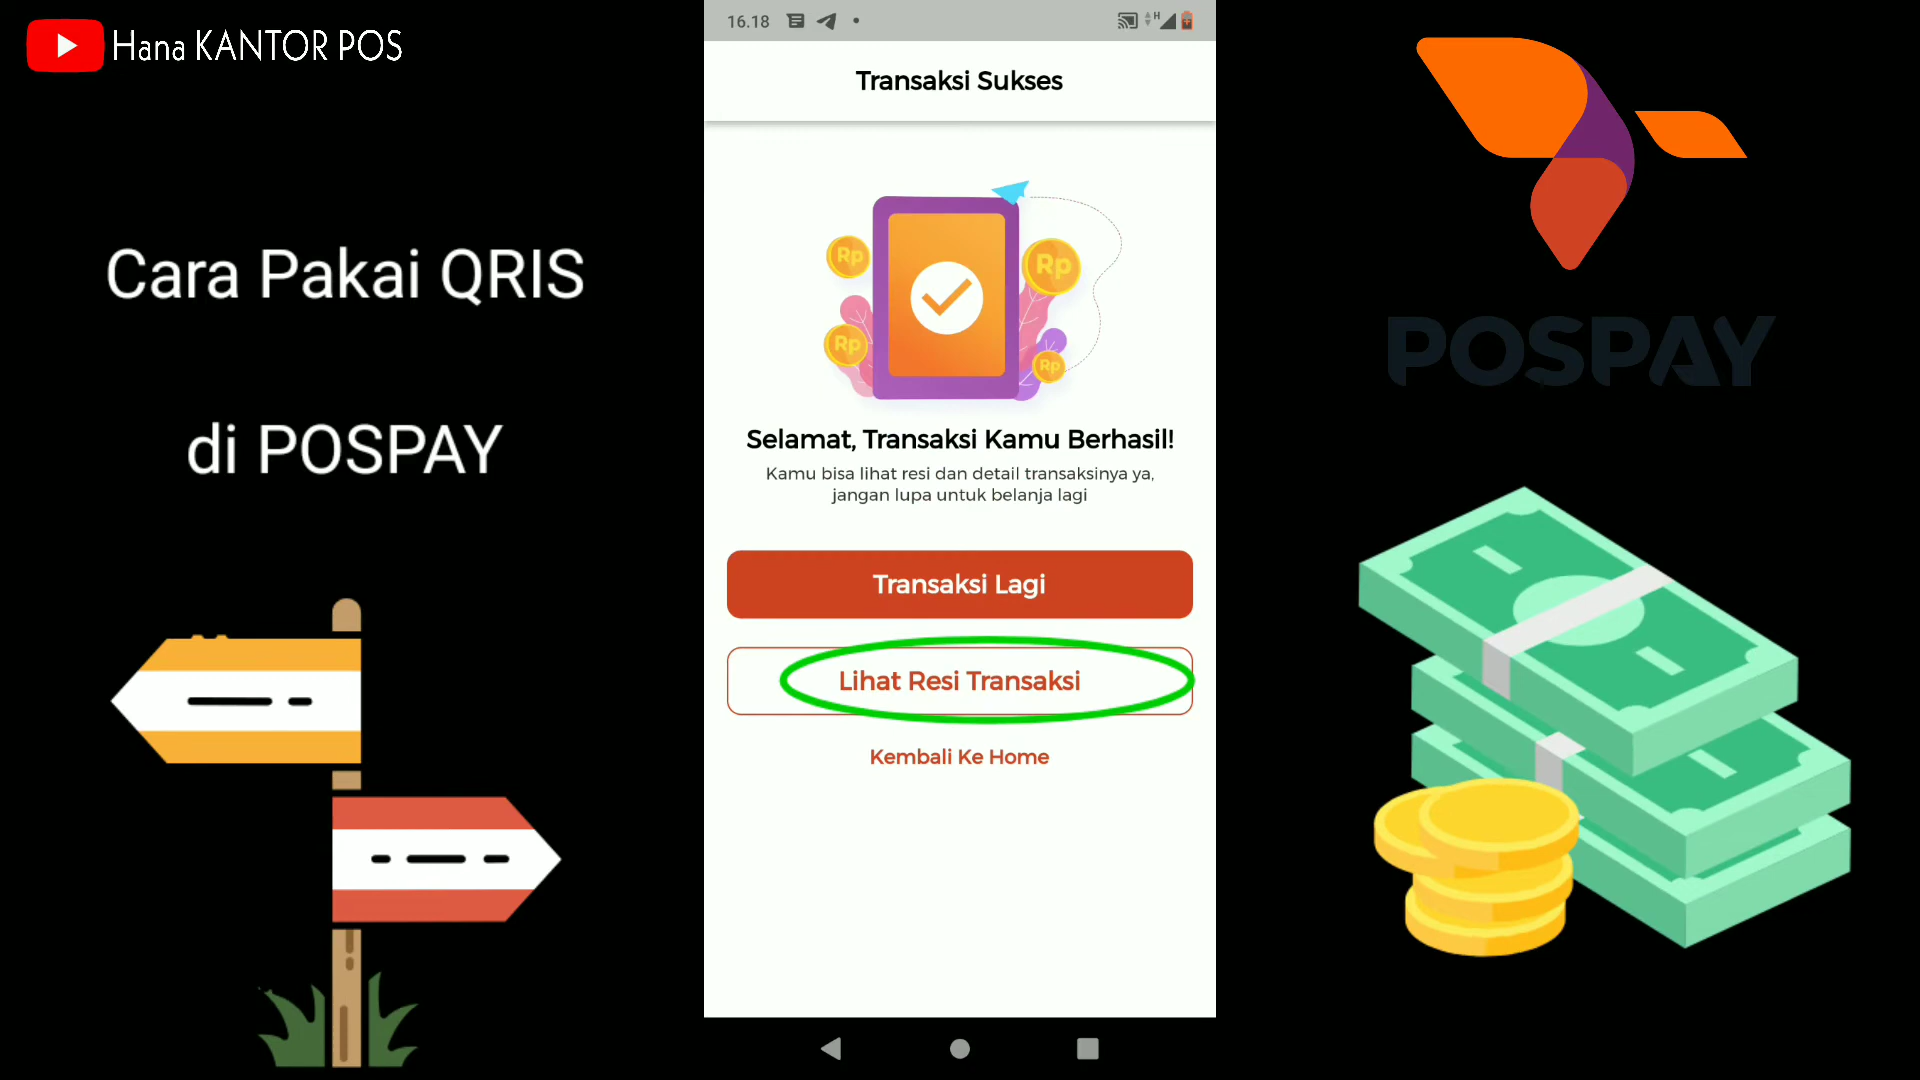 Hana KANTOR POS
Cara Pakai QRIS
di POSPAY
16.18
H
Transaksi Sukses
Rp
Rp
Rp
Rp
Selamat, Transaksi Kamu Berhasil!
Kamu bisa lihat resi dan detail transaksinya ya,
jangan lupa untuk belanja lagi
Transaksi Lagi
Lihat Resi Transaksi
Kembali Ke Home
POSPAY